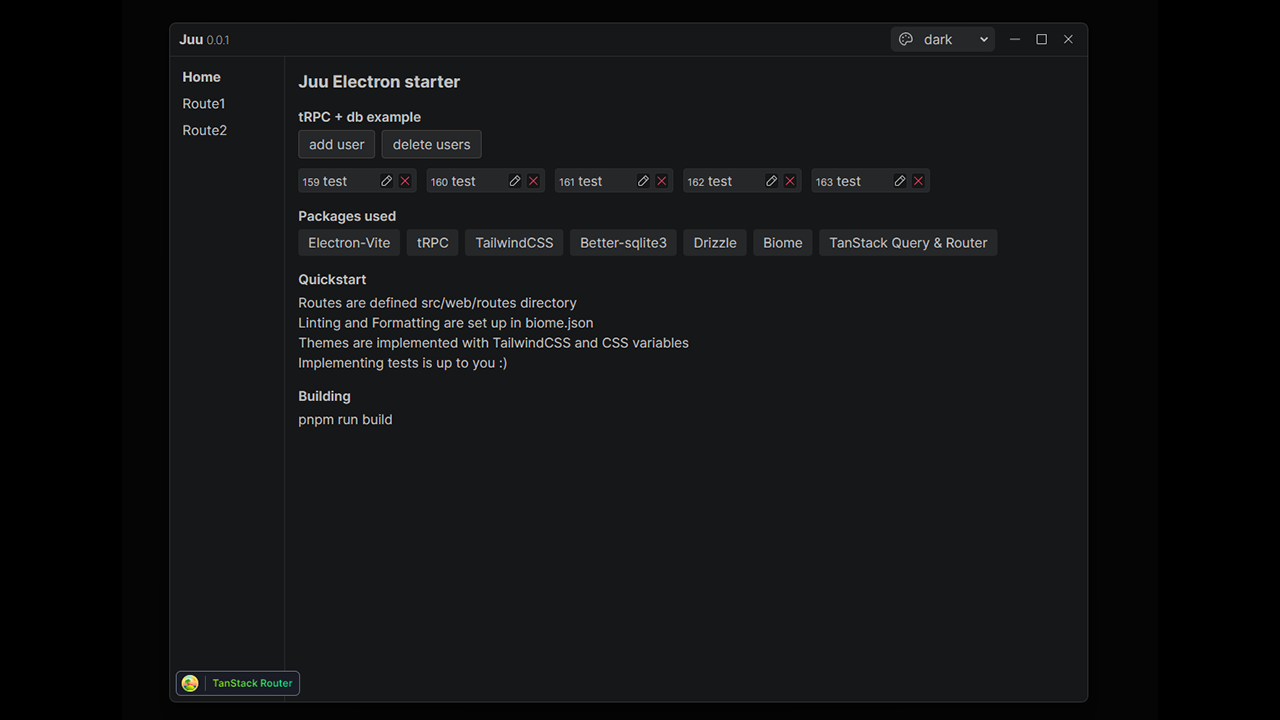 Juu 0.0.1
dark
Home
Route1
Route2
Juu Electron starter
tRPC + db example
add user delete users
159 test 160 test 161 test 162 test 163 test
Packages used
Electron-Vite tRPC TailwindCSS Better-sqlite3 Drizzle Biome TanStack Query & Router
Quickstart
Routes are defined src/web/routes directory
Linting and Formatting are set up in biome.json
Themes are implemented with TailwindCSS and CSS variables
Implementing tests is up to you :)
Building
pnpm run build
TanStack Router